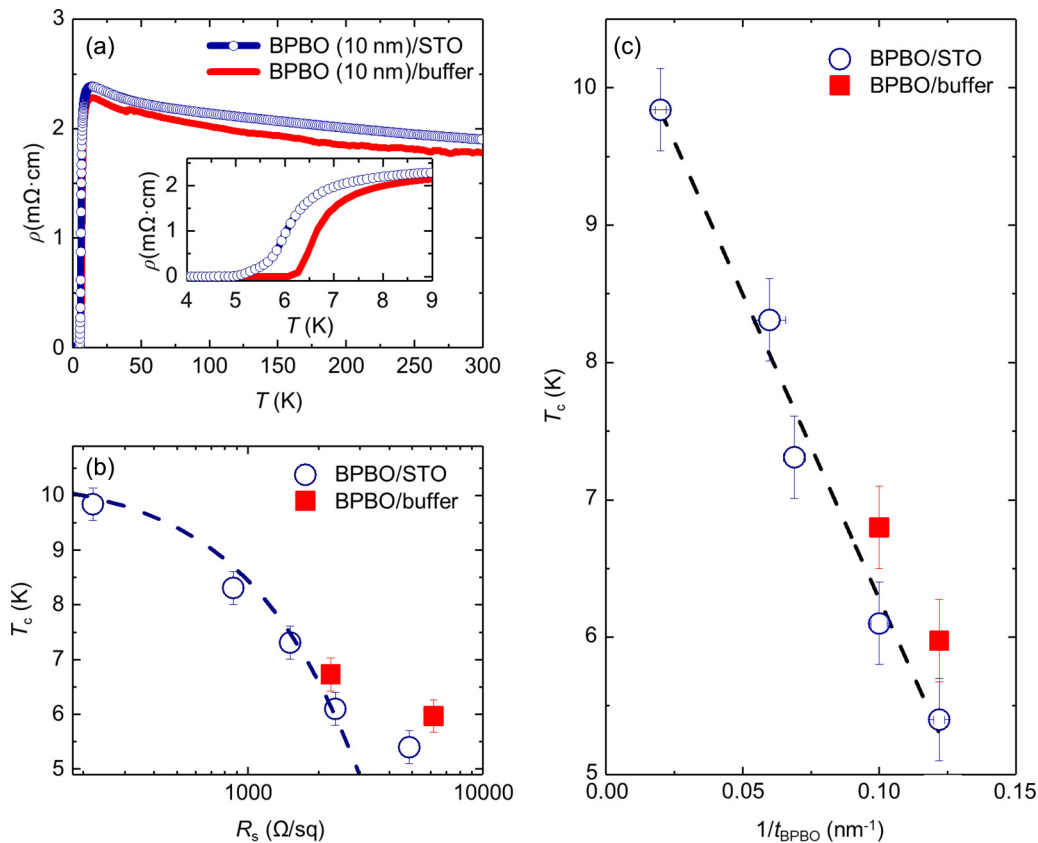 (a)
BPBO (10 nm)/STO
BPBO (10 nm)/buffer
3
2
1
0
ρ(mΩ·cm)
2
1
0
ρ(mΩ·cm)
4 5 6 7 8 9
T (K)
0 50 100 150 200 250 300
T (K)
(b)
BPBO/STO
BPBO/buffer
11
10
9
8
7
6
5
T_c (K)
1000 10000
R_s (Ω/sq)
(c)
BPBO/STO
BPBO/buffer
10
9
8
7
6
5
T_c (K)
0.00 0.05 0.10 0.15
1/t_BPBO (nm⁻¹)